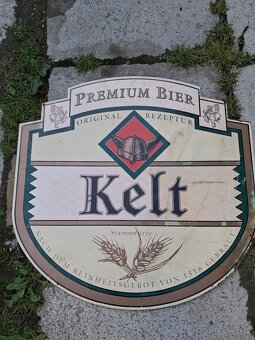 PREMIUM BIER
ORIGINAL REZEPTUR
Kelt
Stammwürze
NACH DEM REINHEITSGEBOT VON 1516 GEBRAUT